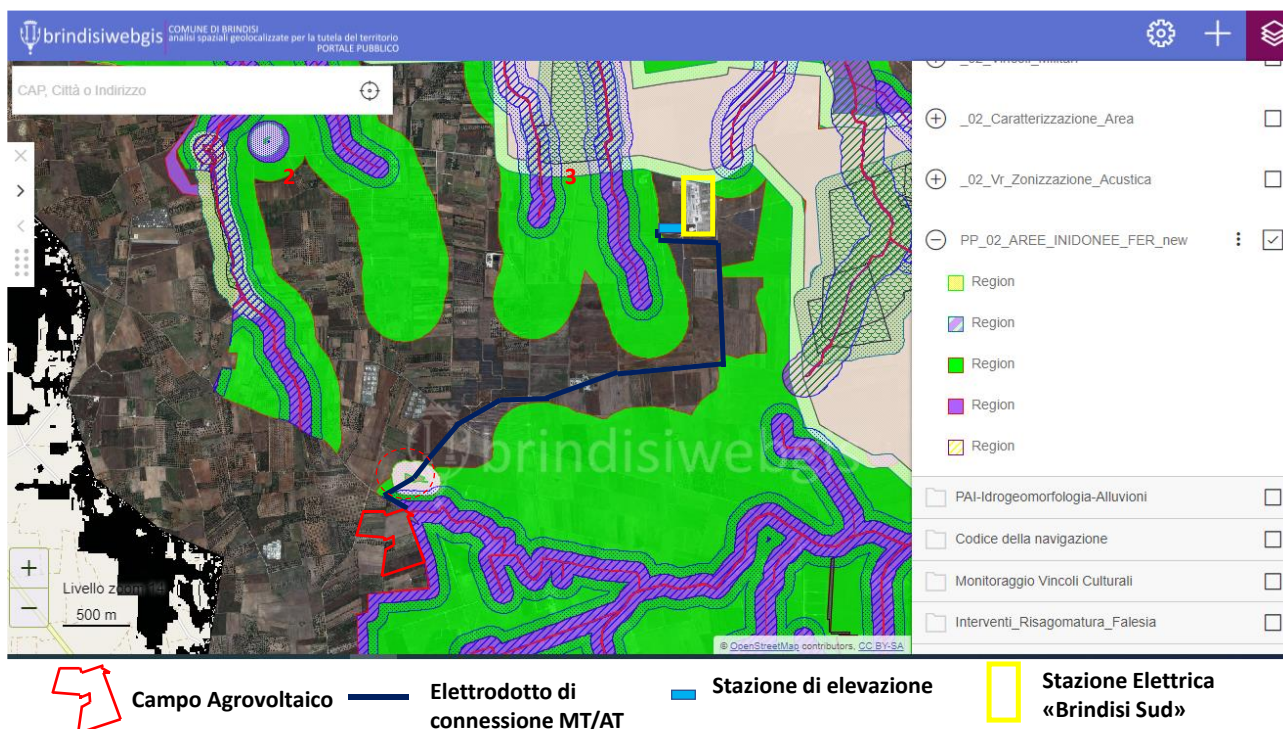 brindisiwebgis
COMUNE DI BRINDISI
analisi spaziali geolocalizzate per la tutela del territorio
PORTALE PUBBLICO
CAP, Città o Indirizzo
2
3
_02_Vincoli_Militari
_02_Caratterizzazione_Area
_02_Vr_Zonizzazione_Acustica
PP_02_AREE_INIDONEE_FER_new
Region
Region
Region
Region
Region
PAI-Idrogeomorfologia-Alluvioni
Codice della navigazione
Monitoraggio Vincoli Culturali
Interventi_Risagomatura_Falesia
brindisiwebgis
Livello zoom 14
500 m
© OpenStreetMap contributors, CC BY-SA
Campo Agrovoltaico
Elettrodotto di
connessione MT/AT
Stazione di elevazione
Stazione Elettrica
«Brindisi Sud»